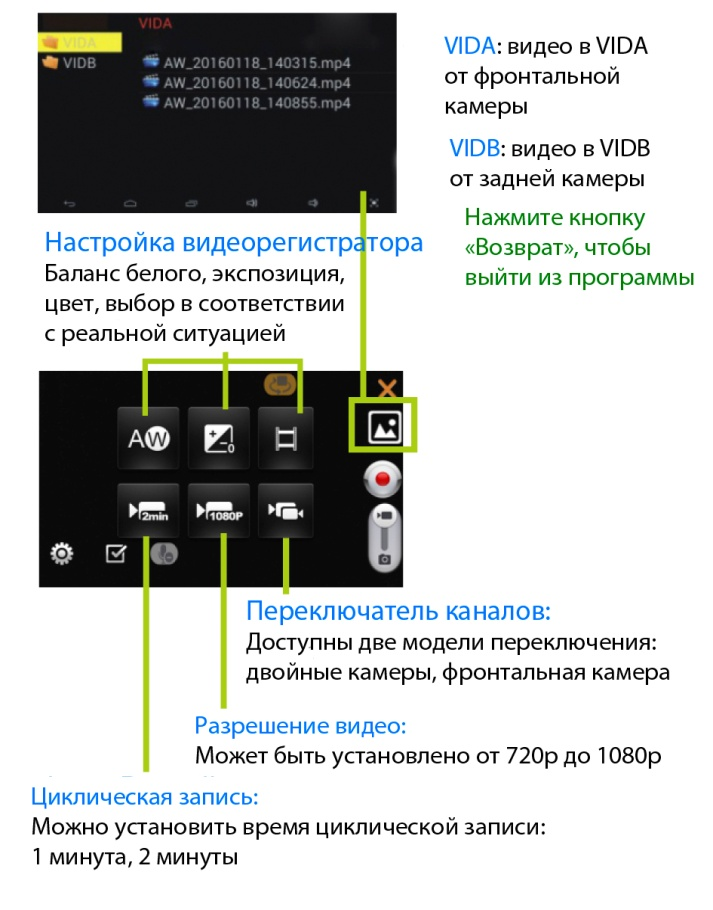 VIDA
VIDA
VIDB
AW_20160118_140315.mp4
AW_20160118_140624.mp4
AW_20160118_140855.mp4
VIDA: видео в VIDA
от фронтальной
камеры
VIDB: видео в VIDB
от задней камеры
Нажмите кнопку
«Возврат», чтобы
выйти из программы
Настройка видеорегистратора
Баланс белого, экспозиция,
цвет, выбор в соответствии
с реальной ситуацией
AW
0
2min
1080P
Переключатель каналов:
Доступны две модели переключения:
двойные камеры, фронтальная камера
Разрешение видео:
Может быть установлено от 720p до 1080p
Циклическая запись:
Можно установить время циклической записи:
1 минута, 2 минуты